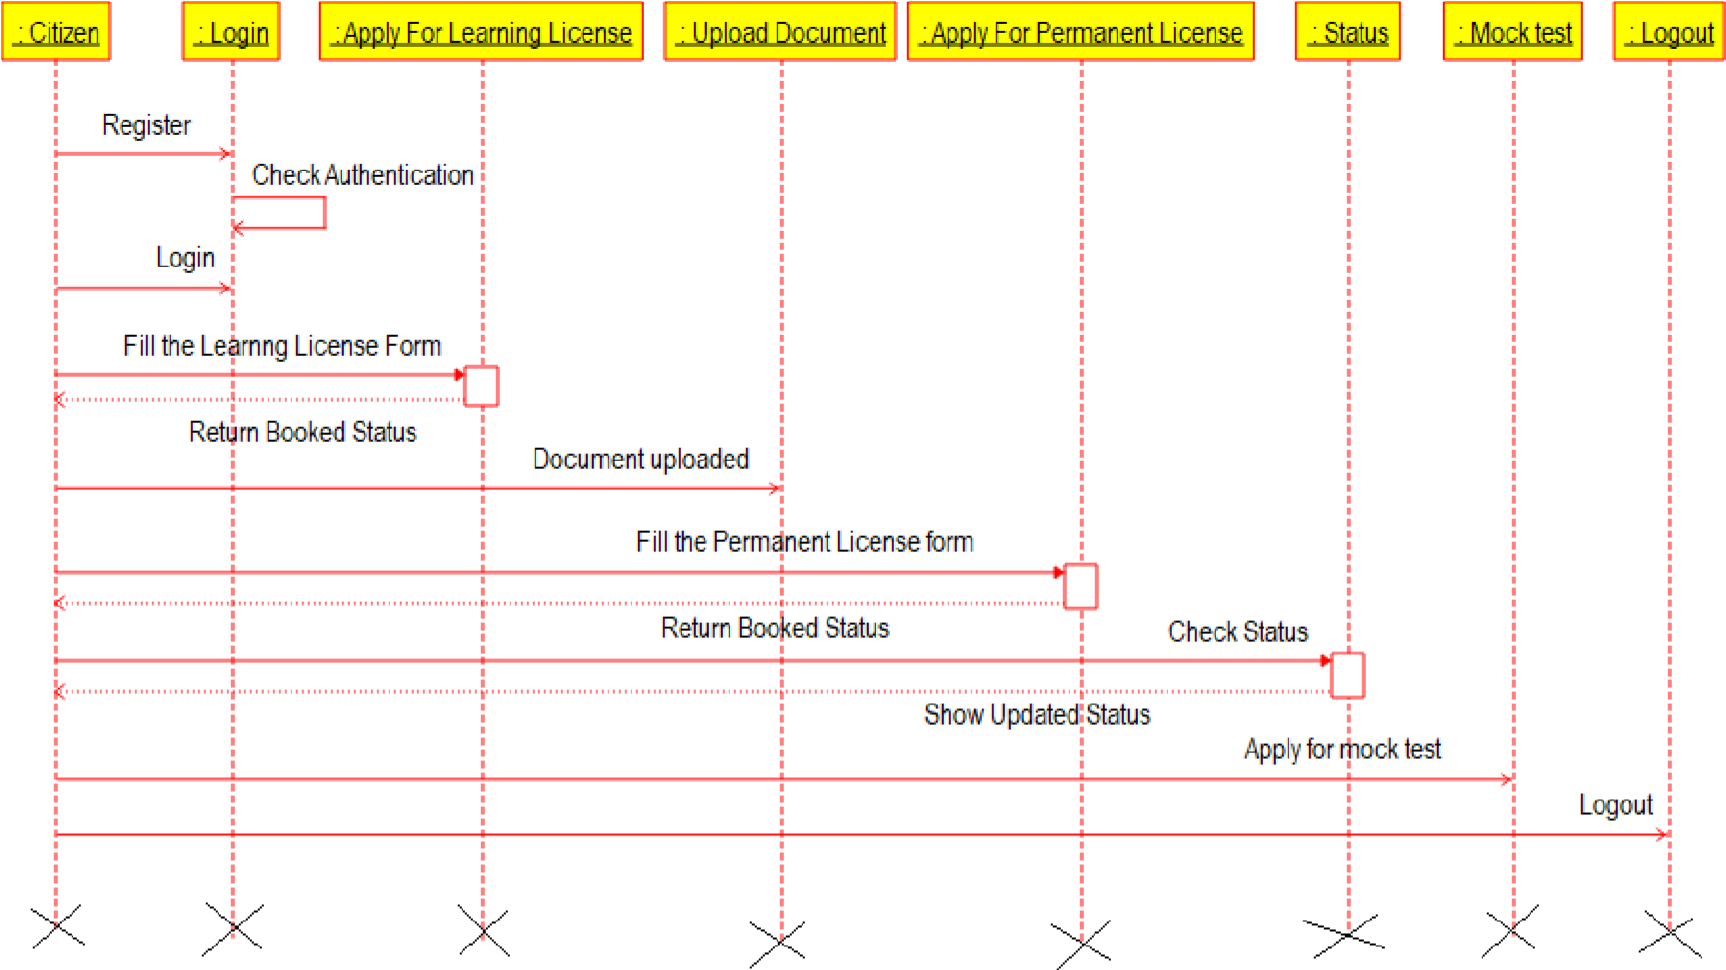 : Citizen
: Login
:Apply For Learning License
: Upload Document
:Apply For Permanent License
: Status
: Mock test
: Logout
Register
Check Authentication
Login
Fill the Learnng License Form
Return Booked Status
Document uploaded
Fill the Permanent License form
Return Booked Status
Check Status
Show Updated Status
Apply for mock test
Logout